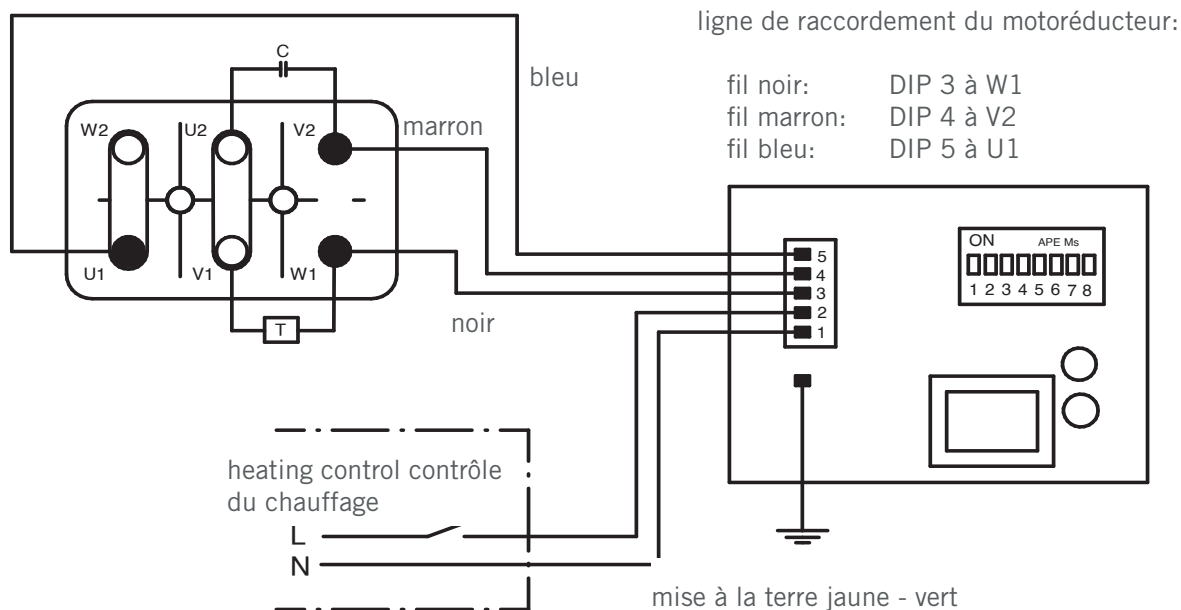 ligne de raccordement du motoréducteur:
fil noir: DIP 3 à W1
fil marron: DIP 4 à V2
fil bleu: DIP 5 à U1
C
bleu
W2 U2 V2
marron
U1 V1 W1
noir
T
5
4
3
2
1
ON APE Ms
1 2 3 4 5 6 7 8
heating control contrôle
du chauffage
L
N
mise à la terre jaune - vert